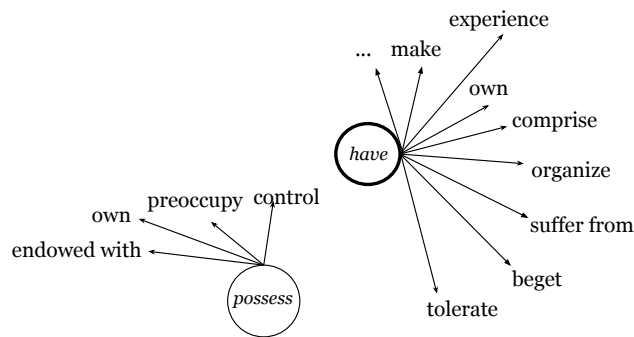 experience
... make
own
comprise
have
organize
suffer from
beget
tolerate
preoccupy control
own
endowed with
possess